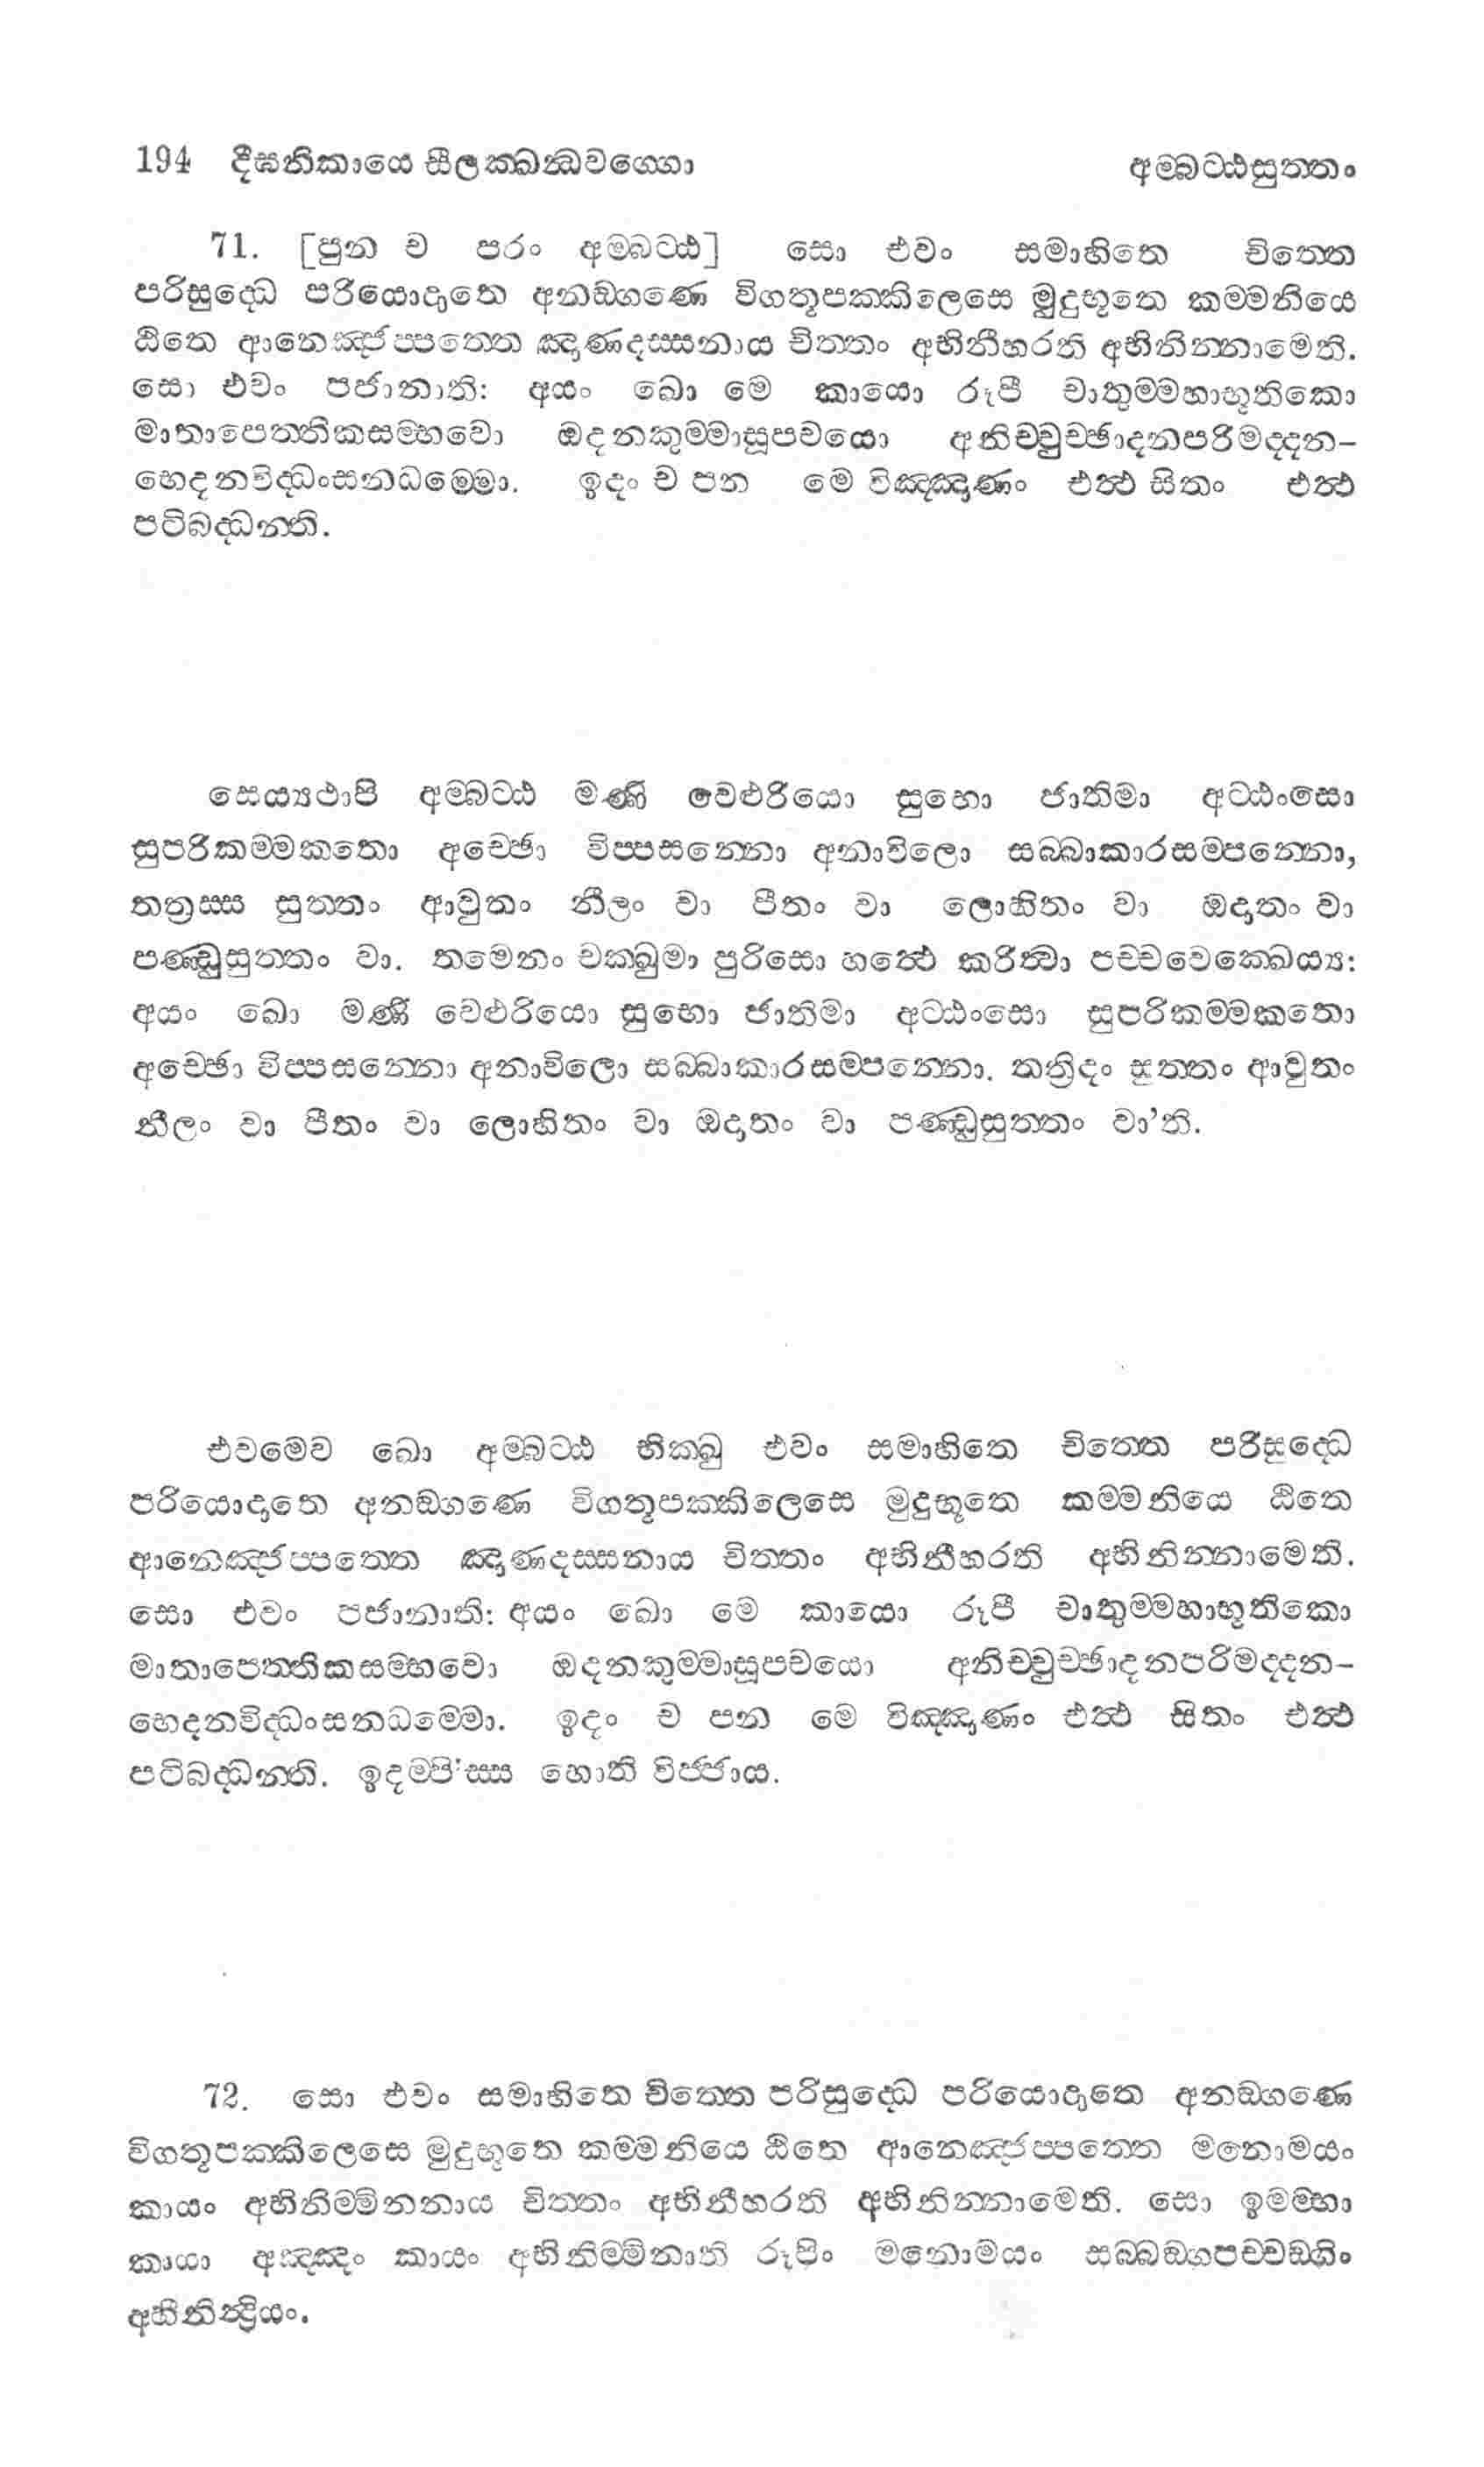 194 දීඝනිකායෙ සීලක්ඛන්ධවග්ගො අම්බට්ඨසුත්තං
71. [පුන ච පරං අම්බට්ඨ] සො එවං සමාහිතෙ චිත්තෙ
පරිසුද්ධෙ පරියොදාතෙ අනඞ්ගණෙ විගතූපක්කිලෙසෙ මුදුභූතෙ කම්මනියෙ
ඨිතෙ ආනෙඤ්ජප්පත්තෙ ඤාණදස්සනාය චිත්තං අභිනීහරති අභිනින්නාමෙති.
සො එවං පජානාති: අයං ඛො මෙ කායො රූපී චාතුම්මහාභූතිකො
මාතාපෙත්තිකසම්භවො ඔදනකුම්මාසූපචයො අනිච්චුච්ඡාදනපරිමද්දන-
භෙදනවිද්ධංසනධම්මො. ඉදං ච පන මෙ විඤ්ඤාණං එත්ථ සිතං එත්ථ
පටිබද්ධන්ති.
සෙය්‍යථාපි අම්බට්ඨ මණි වෙළුරියො සුභො ජාතිමා අට්ඨංසො
සුපරිකම්මකතො අච්ඡො විප්පසන්නො අනාවිලො සබ්බාකාරසම්පන්නො,
තත්‍රස්ස සුත්තං ආවුතං නීලං වා පීතං වා ලොහිතං වා ඔදාතං වා
පණ්ඩුසුත්තං වා. තමෙනං චක්ඛුමා පුරිසො හත්ථෙ කරිත්වා පච්චවෙක්ඛෙය්‍ය:
අයං ඛො මණි වෙළුරියො සුභො ජාතිමා අට්ඨංසො සුපරිකම්මකතො
අච්ඡො විප්පසන්නො අනාවිලො සබ්බාකාරසම්පන්නො. තත්‍රිදං සුත්තං ආවුතං
නීලං වා පීතං වා ලොහිතං වා ඔදාතං වා පණ්ඩුසුත්තං වා’ති.
එවමෙව ඛො අම්බට්ඨ භික්ඛු එවං සමාහිතෙ චිත්තෙ පරිසුද්ධෙ
පරියොදාතෙ අනඞ්ගණෙ විගතූපක්කිලෙසෙ මුදුභූතෙ කම්මනියෙ ඨිතෙ
ආනෙඤ්ජප්පත්තෙ ඤාණදස්සනාය චිත්තං අභිනීහරති අභිනින්නාමෙති.
සො එවං පජානාති: අයං ඛො මෙ කායො රූපී චාතුම්මහාභූතිකො
මාතාපෙත්තිකසම්භවො ඔදනකුම්මාසූපචයො අනිච්චුච්ඡාදනපරිමද්දන-
භෙදනවිද්ධංසනධම්මො. ඉදං ච පන මෙ විඤ්ඤාණං එත්ථ සිතං එත්ථ
පටිබද්ධන්ති. ඉදම්පි’ස්ස හොති විජ්ජාය.
72. සො එවං සමාහිතෙ චිත්තෙ පරිසුද්ධෙ පරියොදාතෙ අනඞ්ගණෙ
විගතූපක්කිලෙසෙ මුදුභූතෙ කම්මනියෙ ඨිතෙ ආනෙඤ්ජප්පත්තෙ මනොමයං
කායං අභිනිම්මිනනාය චිත්තං අභිනීහරති අභිනින්නාමෙති. සො ඉමම්හා
කායා අඤ්ඤං කායං අභිනිම්මිනාති රූපිං මනොමයං සබ්බඞ්ගපච්චඞ්ගිං
අහීනින්ද්‍රියං.